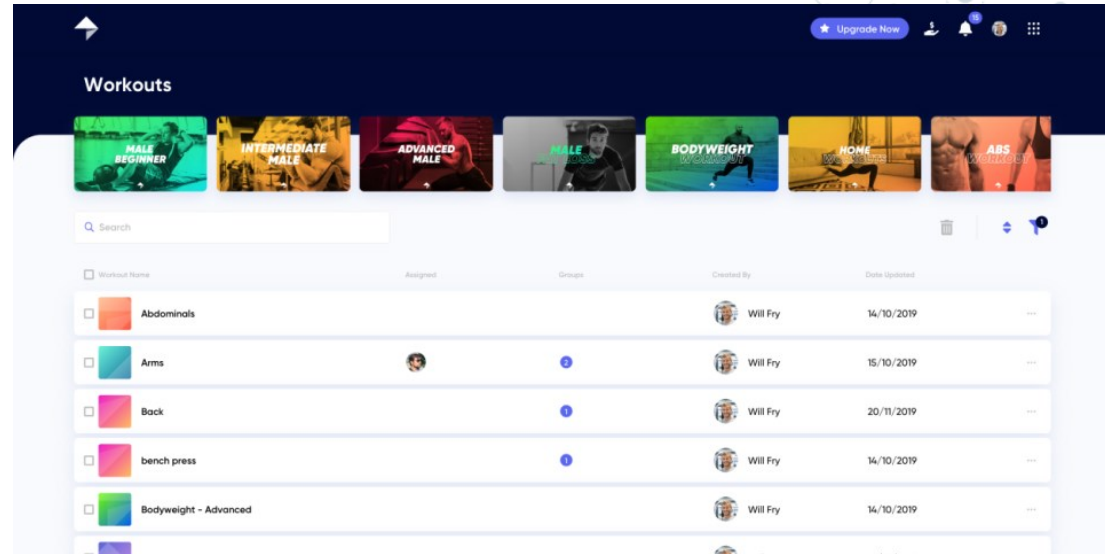 15
Upgrade Now
Workouts
MALE
BEGINNER
INTERMEDIATE
MALE
ADVANCED
MALE
MALE
BODYWEIGHT
WORKOUT
HOME
WORKOUTS
ABS
WORKOUT
Search
1
Workout Name Assigned Groups Created By Date Updated
Abdominals Will Fry 14/10/2019
Arms 2 Will Fry 15/10/2019
Back 1 Will Fry 20/11/2019
bench press 1 Will Fry 14/10/2019
Bodyweight - Advanced Will Fry 14/10/2019